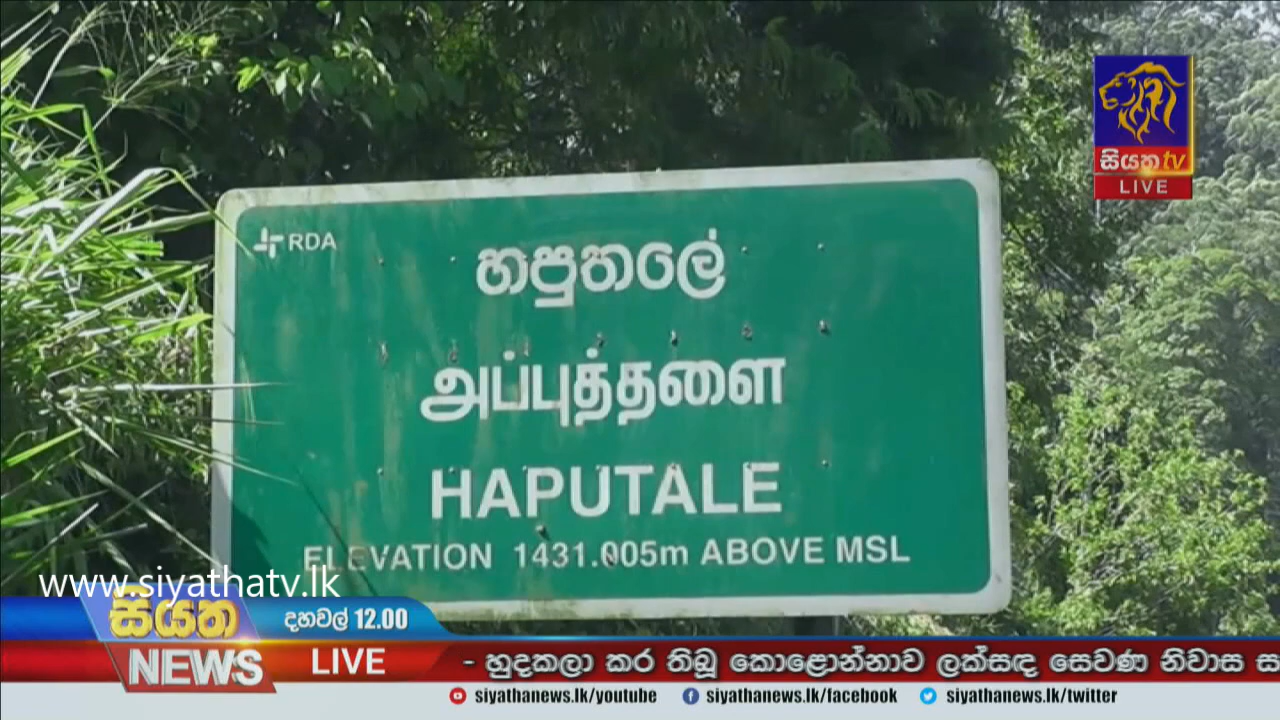 සියත tv
LIVE
RDA
හපුතලේ
அப்புத்தளை
HAPUTALE
ELEVATION 1431.005m ABOVE MSL
www.siyathatv.lk
සියත
NEWS
දහවල් 12.00
LIVE
- හුදකලා කර තිබූ කොළොන්නාව ලක්සඳ සෙවණ නිවාස ස
siyathanews.lk/youtube siyathanews.lk/facebook siyathanews.lk/twitter